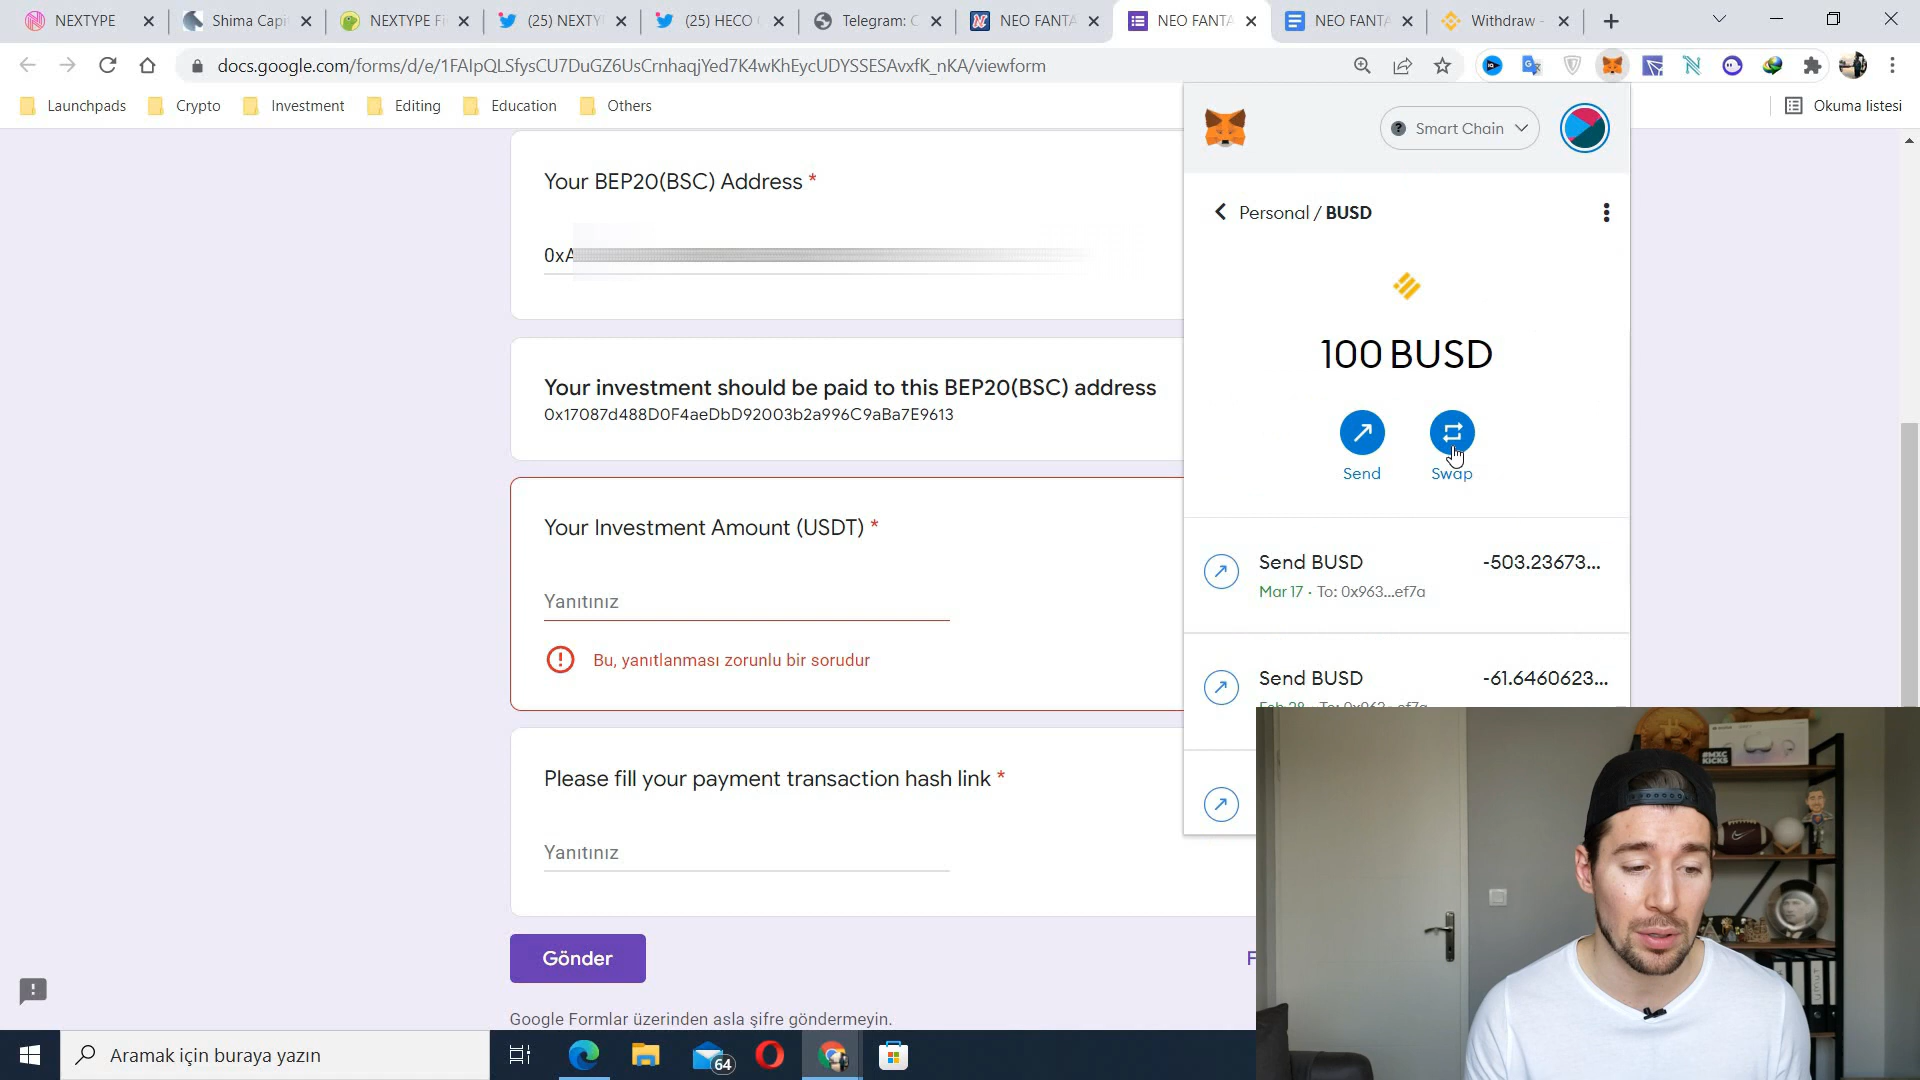 NEXTYPE
Shima Capi
NEXTYPE Fi
(25) NEXTY
(25) HECO
Telegram: C
NEO FANTA
NEO FANTA
NEO FANTA
Withdraw -
docs.google.com/forms/d/e/1FAIpQLSfysCU7DuGZ6UsCrnhaqjYed7K4wKhEycUDYSSESAvxfK_nKA/viewform
Launchpads
Crypto
Investment
Editing
Education
Others
Okuma listesi
Your BEP20(BSC) Address *
0xA
Your investment should be paid to this BEP20(BSC) address
0x17087d488D0F4aeDbD92003b2a996C9aBa7E9613
Your Investment Amount (USDT) *
Yanıtınız
Bu, yanıtlanması zorunlu bir sorudur
Please fill your payment transaction hash link *
Yanıtınız
Gönder
F
Google Formlar üzerinden asla şifre göndermeyin.
Smart Chain
Personal / BUSD
100 BUSD
Send
Swap
Send BUSD
-503.23673...
Mar 17 · To: 0x963...ef7a
Send BUSD
-61.6460623...
#MXC
KICKS
UMUT
Aramak için buraya yazın
64